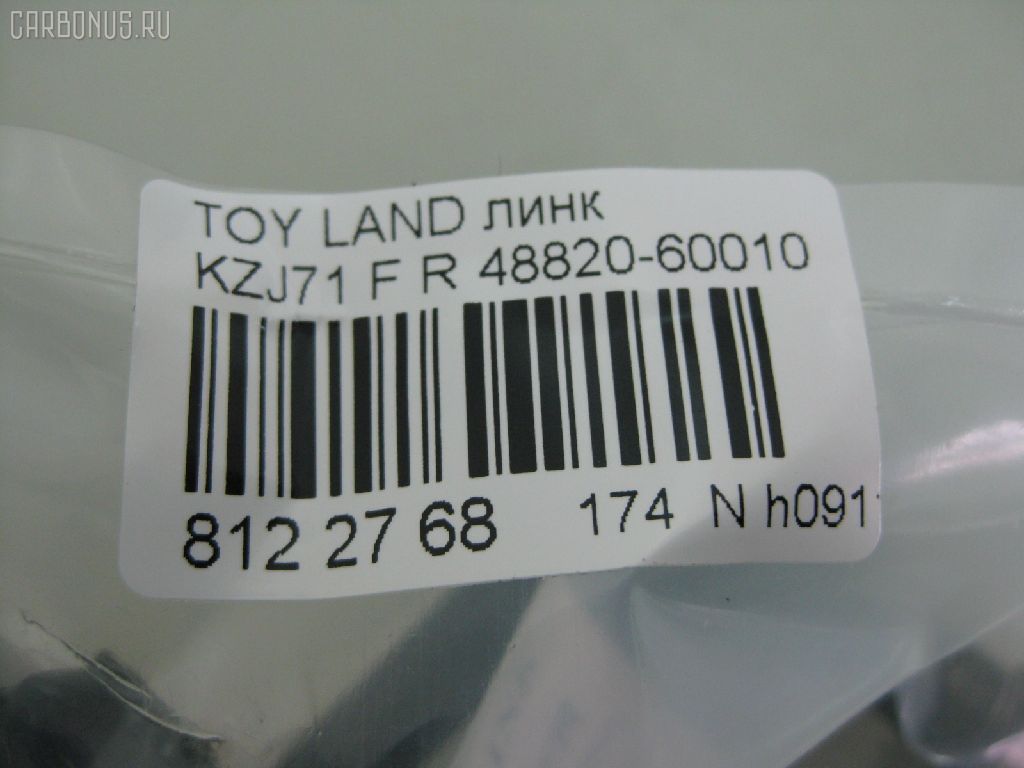 CARBONUS.RU
TOY LAND линк
KZJ71 F R 48820-60010
812 27 68 174 N h091